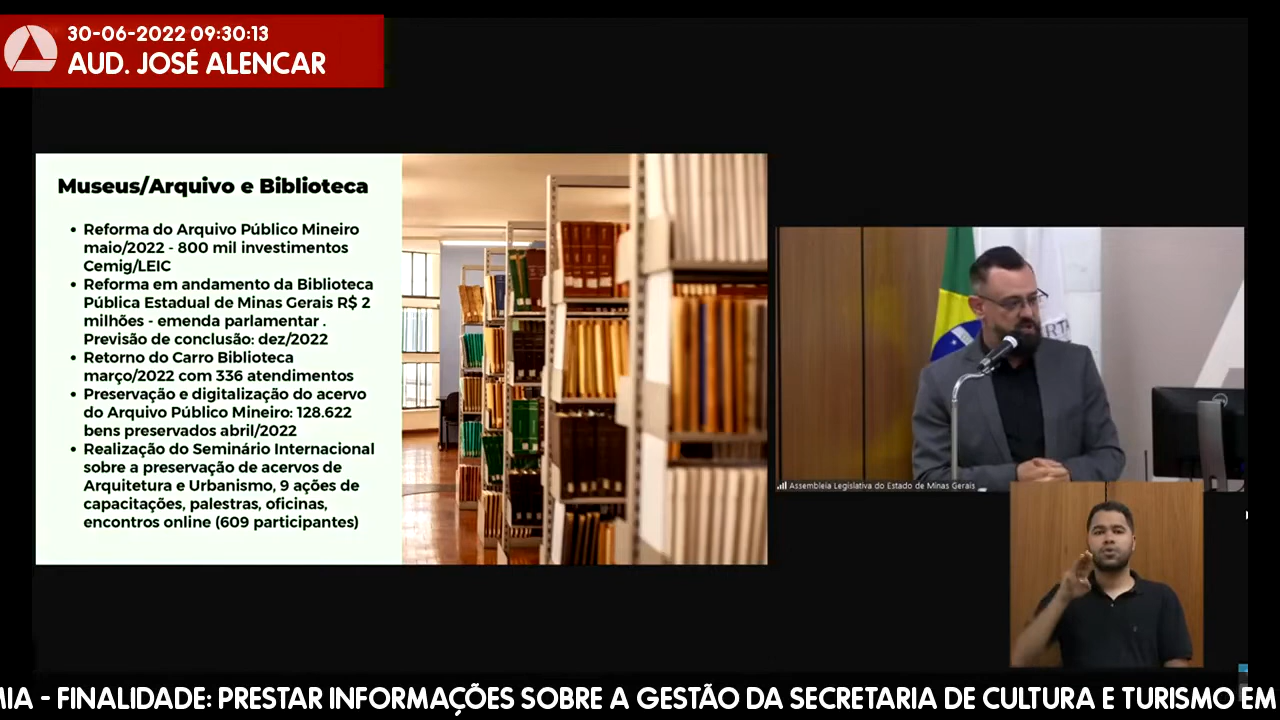 30-06-2022 09:30:13
AUD. JOSÉ ALENCAR
Museus/Arquivo e Biblioteca
• Reforma do Arquivo Público Mineiro
maio/2022 - 800 mil investimentos
Cemig/LEIC
• Reforma em andamento da Biblioteca
Pública Estadual de Minas Gerais R$ 2
milhões - emenda parlamentar .
Previsão de conclusão: dez/2022
• Retorno do Carro Biblioteca
março/2022 com 336 atendimentos
• Preservação e digitalização do acervo
do Arquivo Público Mineiro: 128.622
bens preservados abril/2022
• Realização do Seminário Internacional
sobre a preservação de acervos de
Arquitetura e Urbanismo, 9 ações de
capacitações, palestras, oficinas,
encontros online (609 participantes)
Assembleia Legislativa do Estado de Minas Gerais
MIA - FINALIDADE: PRESTAR INFORMAÇÕES SOBRE A GESTÃO DA SECRETARIA DE CULTURA E TURISMO EM